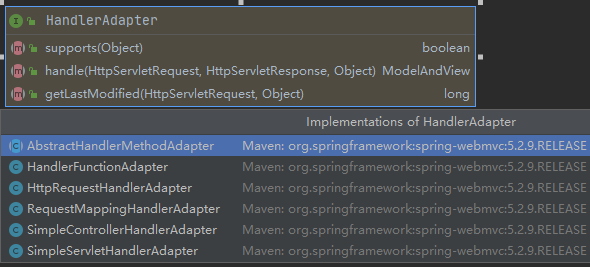 HandlerAdapter
supports(Object) boolean
handle(HttpServletRequest, HttpServletResponse, Object) ModelAndView
getLastModified(HttpServletRequest, Object) long
Implementations of HandlerAdapter
AbstractHandlerMethodAdapter Maven: org.springframework:spring-webmvc:5.2.9.RELEASE
HandlerFunctionAdapter Maven: org.springframework:spring-webmvc:5.2.9.RELEASE
HttpRequestHandlerAdapter Maven: org.springframework:spring-webmvc:5.2.9.RELEASE
RequestMappingHandlerAdapter Maven: org.springframework:spring-webmvc:5.2.9.RELEASE
SimpleControllerHandlerAdapter Maven: org.springframework:spring-webmvc:5.2.9.RELEASE
SimpleServletHandlerAdapter Maven: org.springframework:spring-webmvc:5.2.9.RELEASE